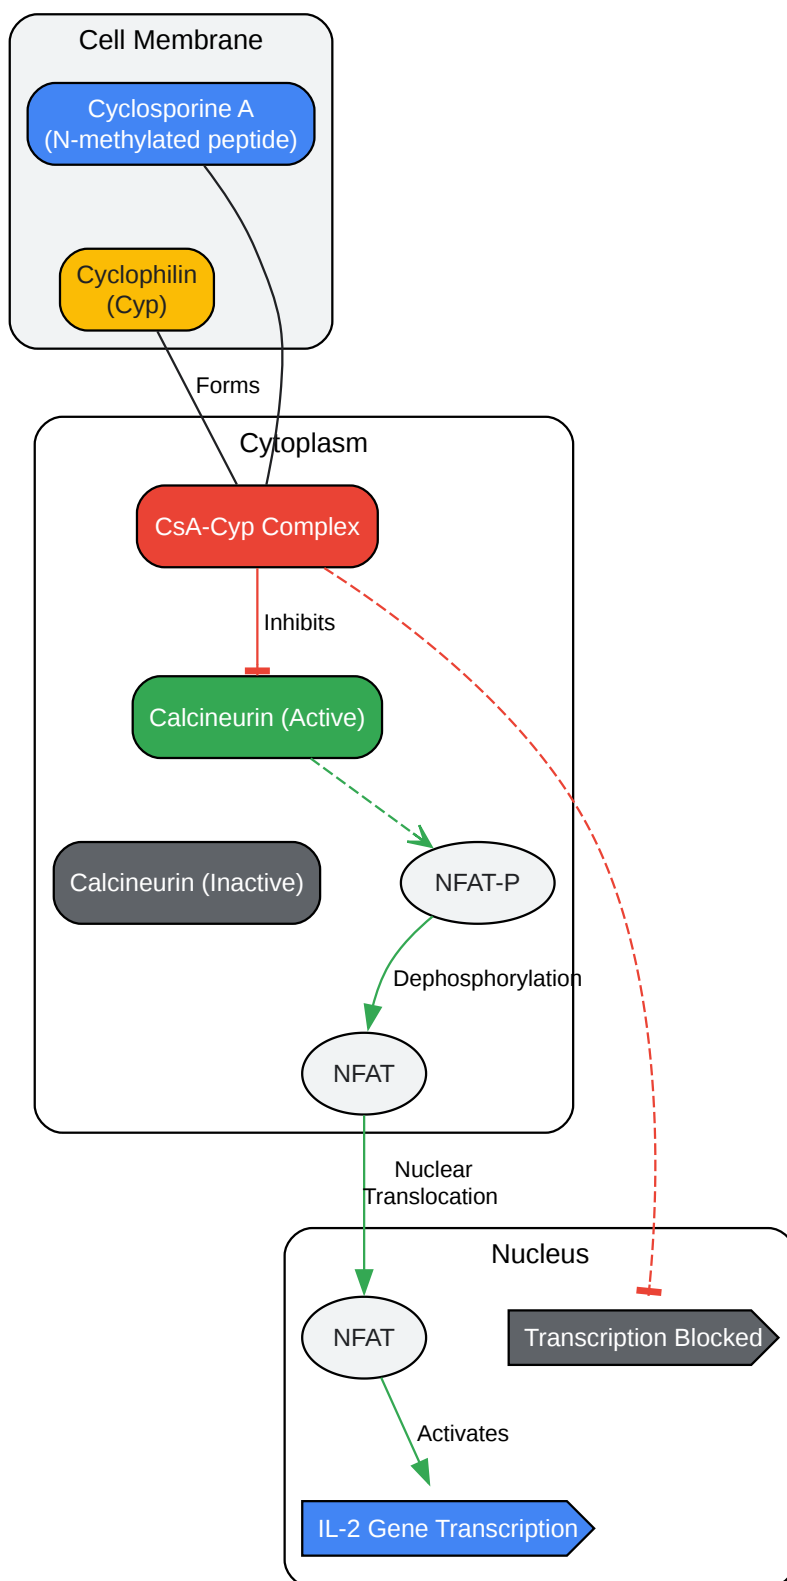 Cell Membrane
Cyclosporine A
(N-methylated peptide)
Cyclophilin
(Cyp)
Forms
Cytoplasm
CsA-Cyp Complex
Inhibits
Calcineurin (Active)
Calcineurin (Inactive)
NFAT-P
Dephosphorylation
NFAT
Nuclear
Translocation
Nucleus
NFAT
Transcription Blocked
Activates
IL-2 Gene Transcription